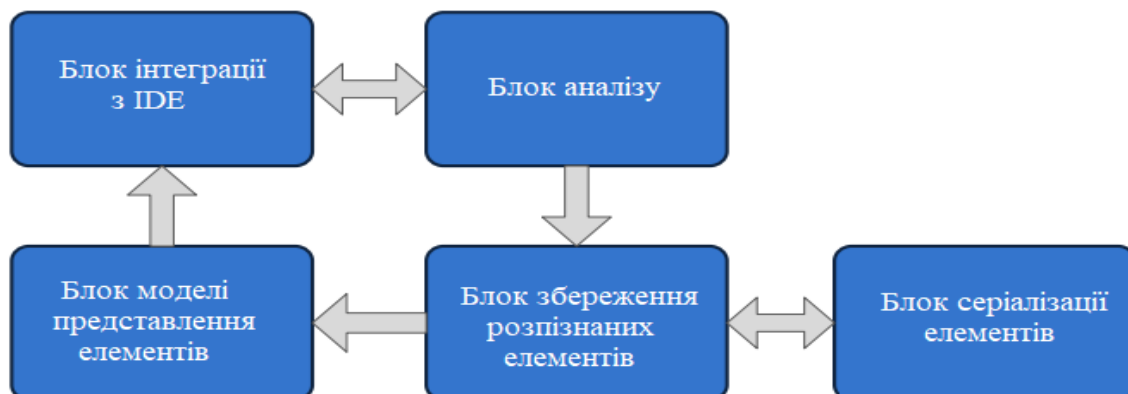 Блок інтеграції
з IDE
Блок аналізу
Блок моделі
представлення
елементів
Блок збереження
розпізнаних
елементів
Блок серіалізації
елементів